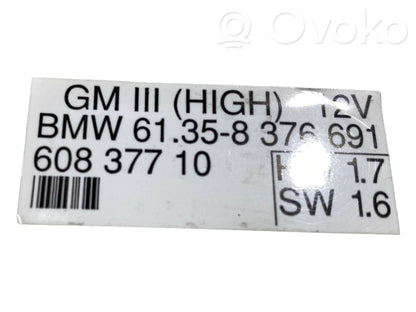 Ovoko
GM III (HIGH) 12V
BMW 61.35-8 376 691
608 377 10
HW 1.7
SW 1.6